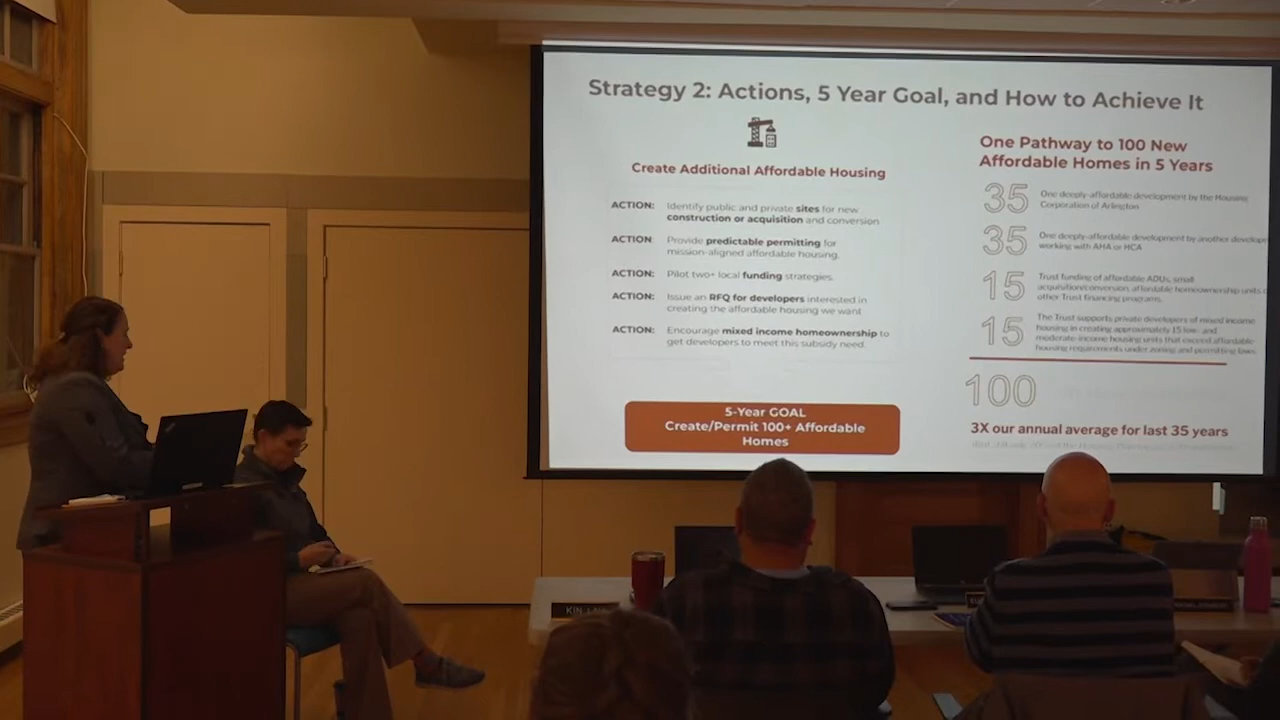 Strategy 2: Actions, 5 Year Goal, and How to Achieve It
Create Additional Affordable Housing
ACTION: Identify public and private sites for new
construction or acquisition and conversion
ACTION: Provide predictable permitting for
mission-aligned affordable housing.
ACTION: Pilot two+ local funding strategies.
ACTION: Issue an RFQ for developers interested in
creating the affordable housing we want
ACTION: Encourage mixed income homeownership to
get developers to meet this subsidy need
5-Year GOAL
Create/Permit 100+ Affordable
Homes
One Pathway to 100 New
Affordable Homes in 5 Years
35 One deeply-affordable development by the Housing
Corporation of Arlington
35 One deeply-affordable development by another
working with AHA or HCA
15 Trust funding of affordable ADUs, small
acquisition/conversion, affordable homeownership units
other Trust financing programs.
15 The Trust supports private developers of mixed income
housing in creating approximately 15 low- and
moderate-income housing units that exceed affordable
housing requirements under zoning and permitting laws.
100
3X our annual average for last 35 years
KIN